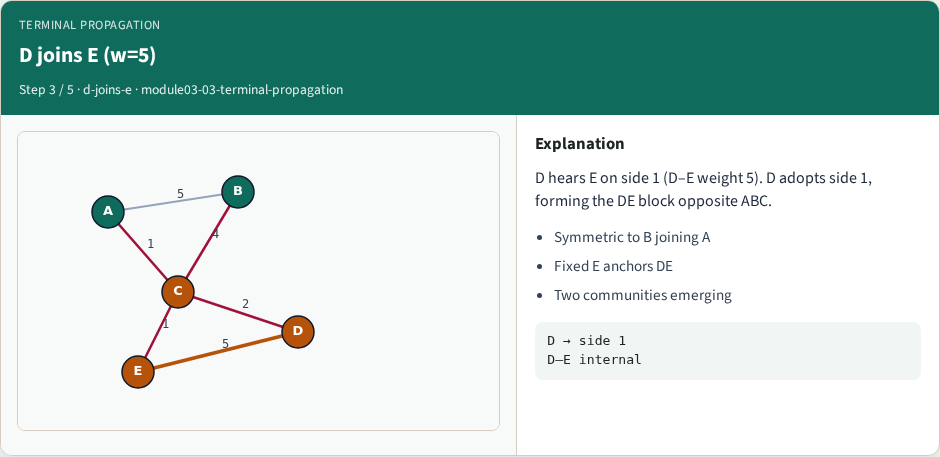 TERMINAL PROPAGATION
D joins E (w=5)
Step 3 / 5 · d-joins-e · module03-03-terminal-propagation
A
B
C
D
E
5
1
4
2
1
5
Explanation
D hears E on side 1 (D–E weight 5). D adopts side 1,
forming the DE block opposite ABC.
• Symmetric to B joining A
• Fixed E anchors DE
• Two communities emerging
D → side 1
D–E internal